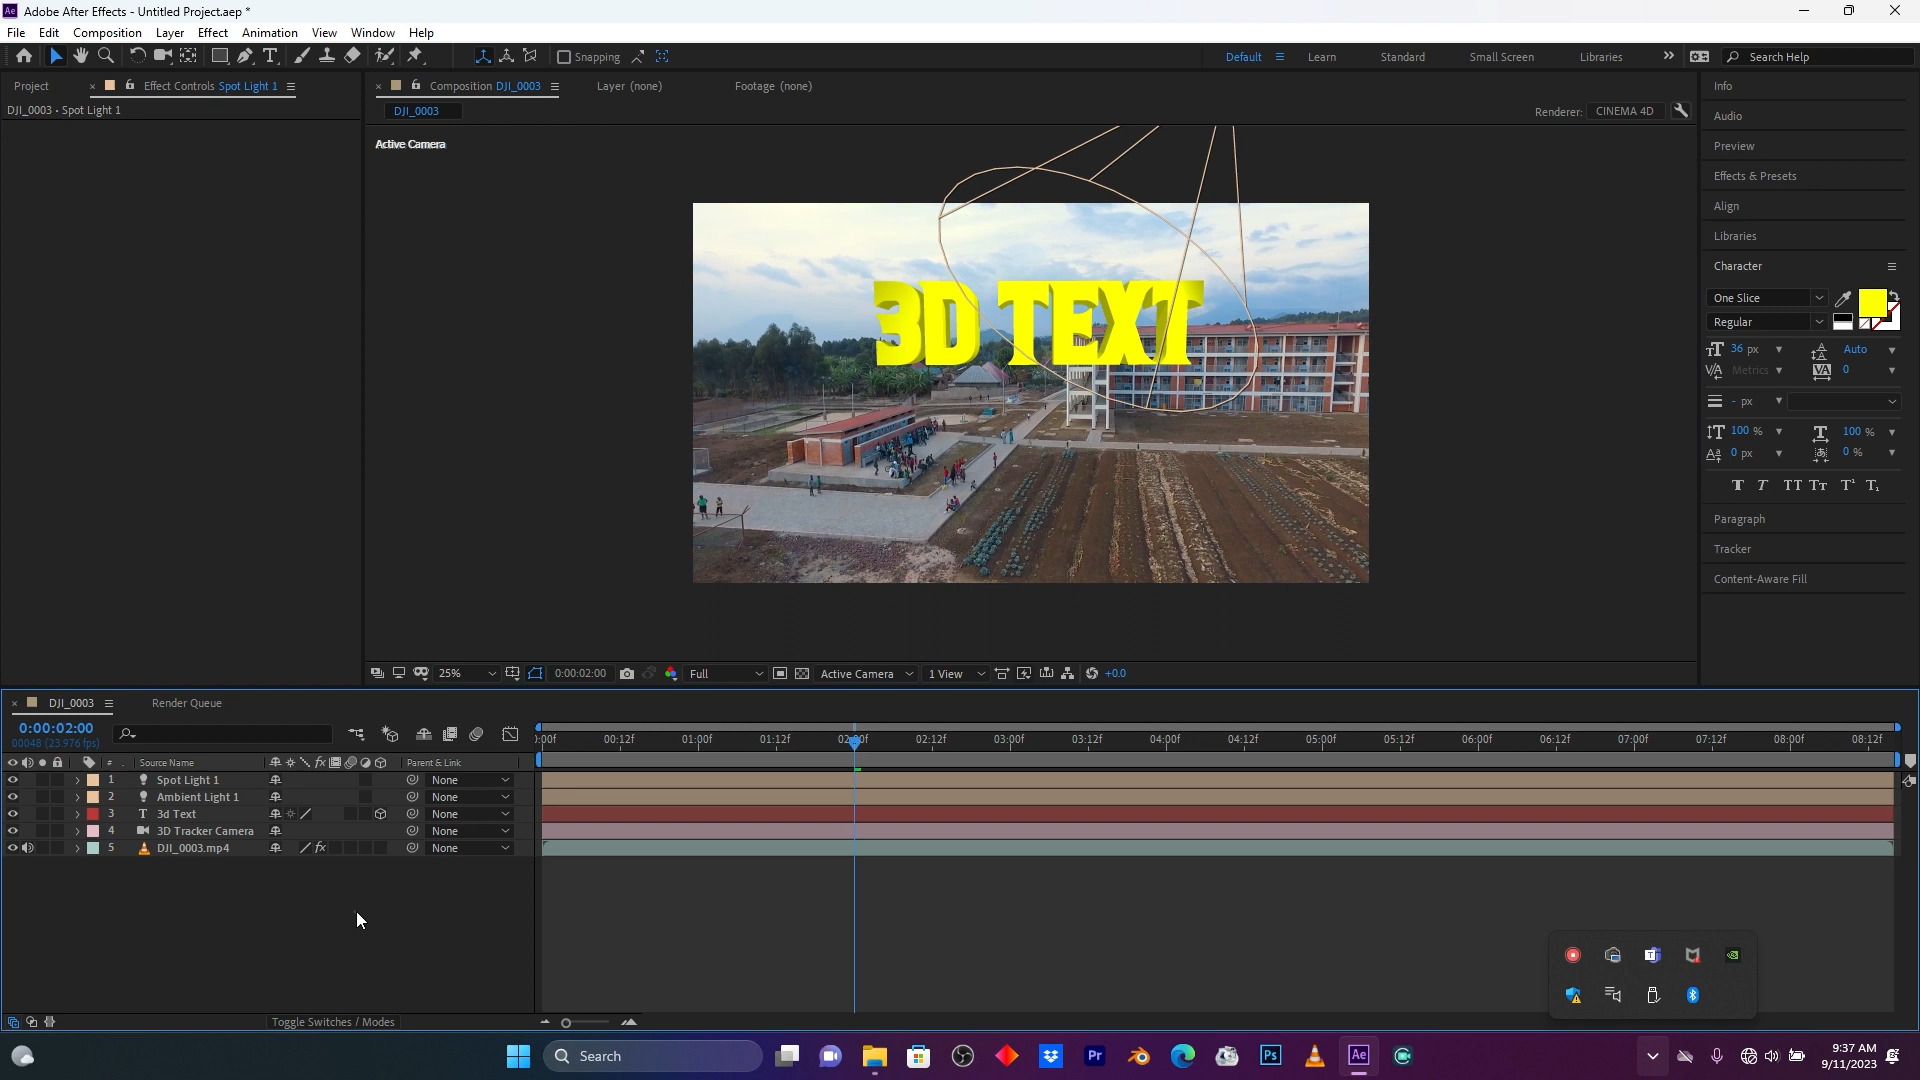 Adobe After Effects - Untitled Project.aep *
File Edit Composition Layer Effect Animation View Window Help
Snapping
Default Learn Standard Small Screen Libraries Search Help
Project Effect Controls Spot Light 1
DJI_0003 • Spot Light 1
Composition DJI_0003 Layer (none) Footage (none)
DJI_0003
Renderer: CINEMA 4D
Active Camera
3D TEXT
25% 0:00:02:00 Full Active Camera 1 View +0.0
Info
Audio
Preview
Effects & Presets
Align
Libraries
Character
One Slice
Regular
36 px Auto
Metrics 0
- px
100 % 100 %
0 px 0 %
Paragraph
Tracker
Content-Aware Fill
DJI_0003 Render Queue
0:00:02:00
00048 (23.976 fps)
):00f 00:12f 01:00f 01:12f 02:00f 02:12f 03:00f 03:12f 04:00f 04:12f 05:00f 05:12f 06:00f 06:12f 07:00f 07:12f 08:00f 08:12f
# . Source Name Parent & Link
1 Spot Light 1 None
2 Ambient Light 1 None
3 3d Text None
4 3D Tracker Camera None
5 DJI_0003.mp4 None
Toggle Switches / Modes
Search
9:37 AM
9/11/2023